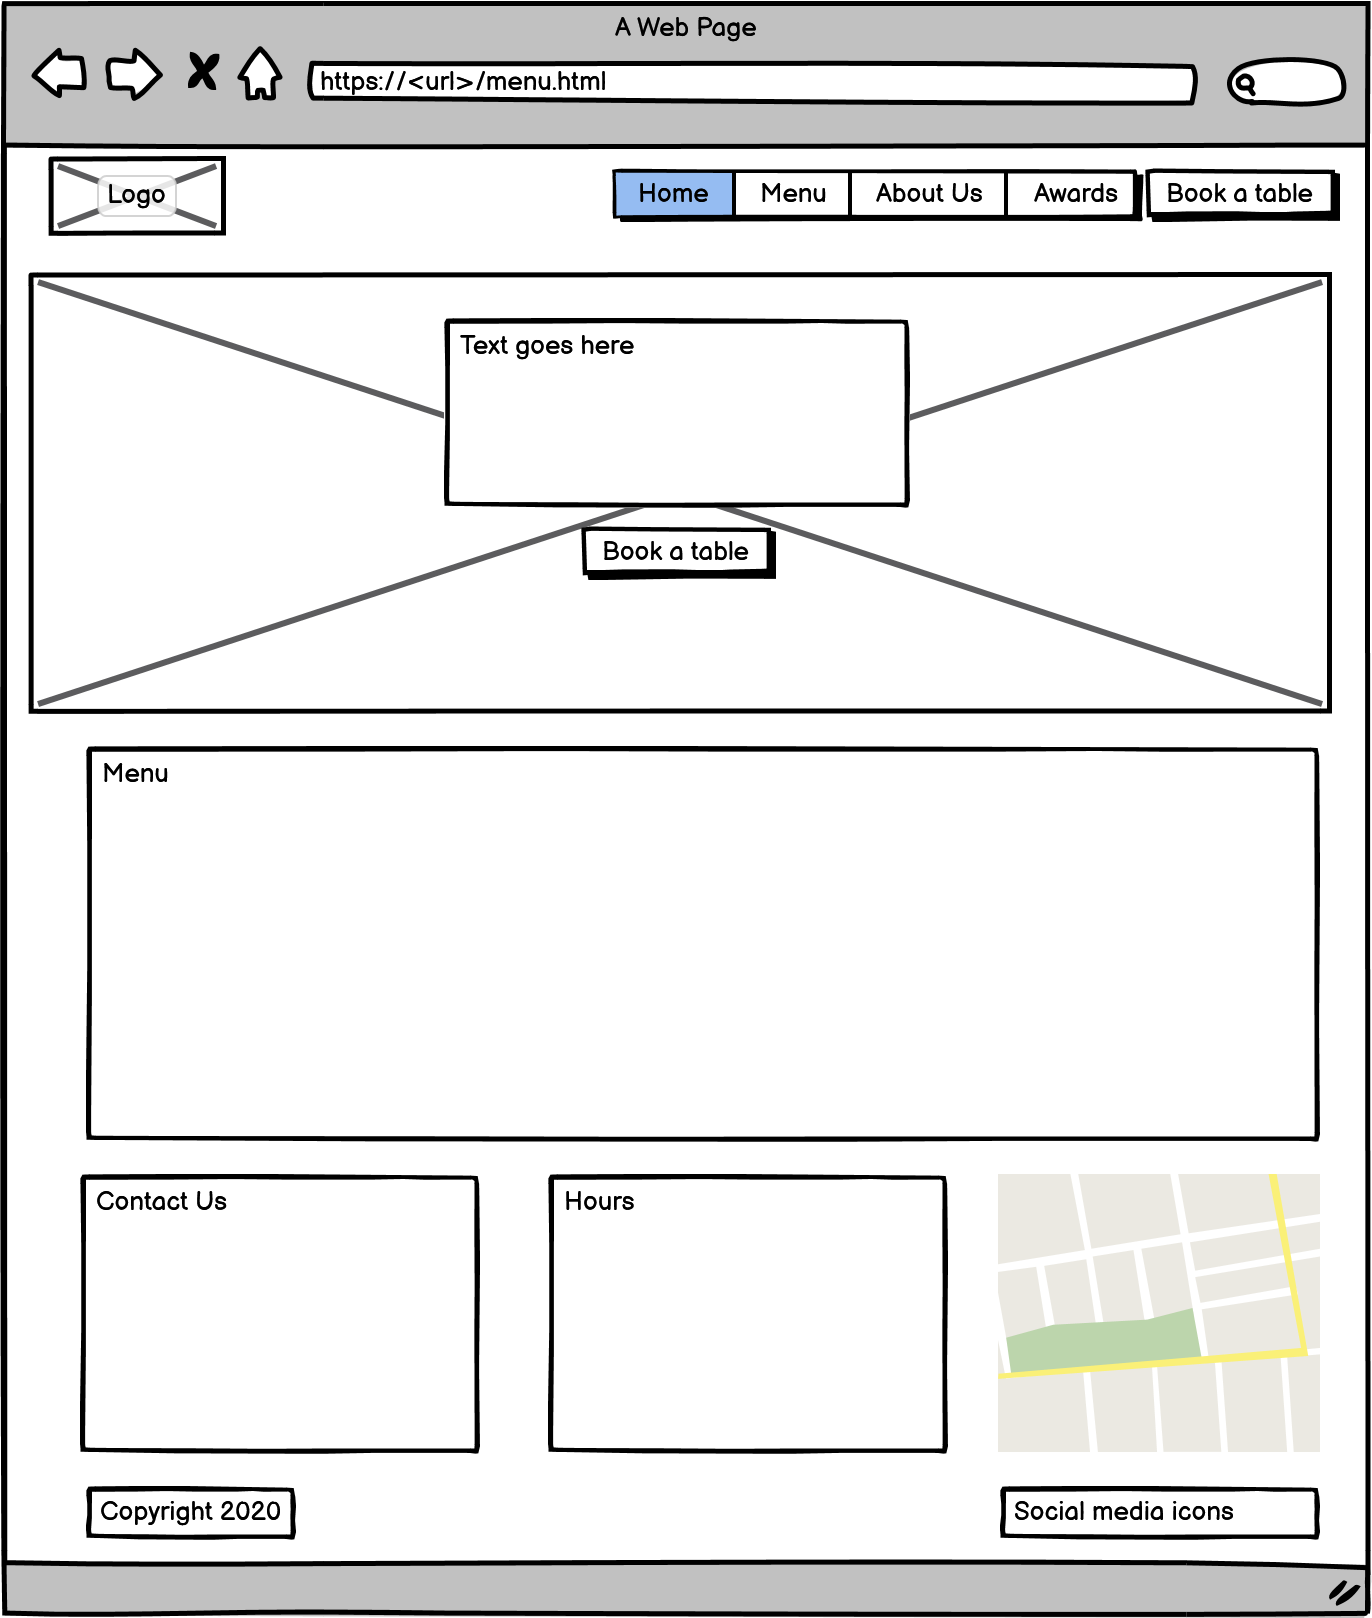 A Web Page
https://<url>/menu.html
Logo
Home Menu About Us Awards Book a table
Text goes here
Book a table
Menu
Contact Us
Hours
Copyright 2020
Social media icons